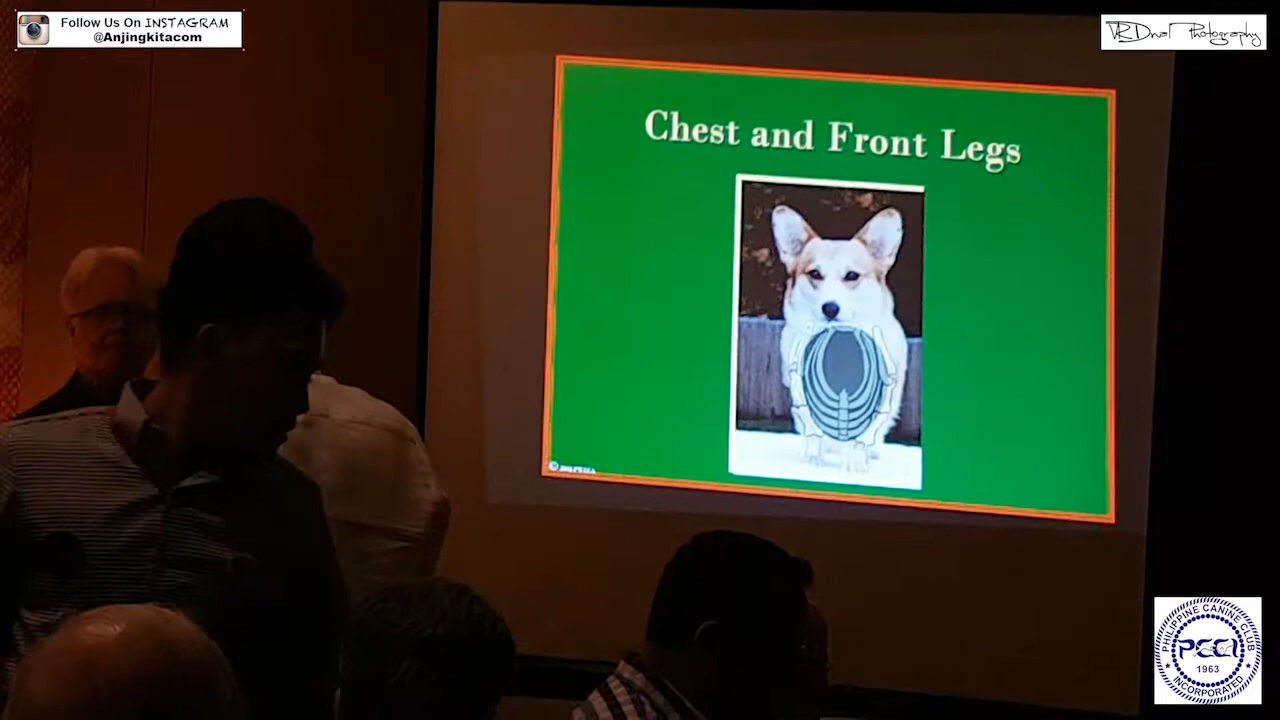 Follow Us On INSTAGRAM
@Anjingkitacom
VRDnal Photography
Chest and Front Legs
PHILIPPINE CANINE CLUB
PCCI
1963
INCORPORATED